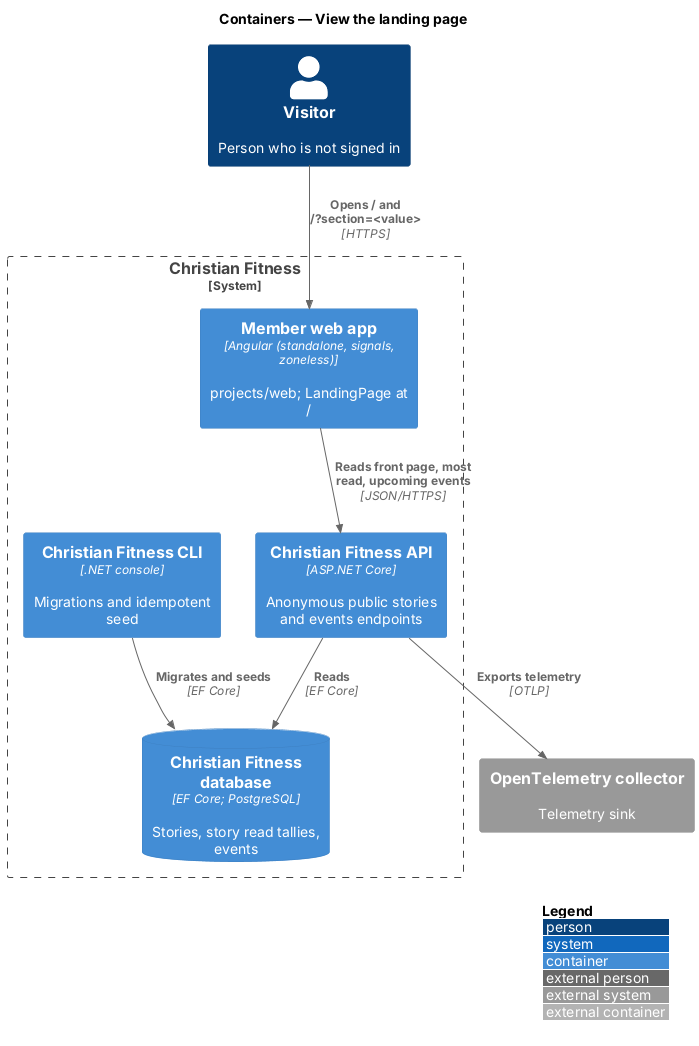 Containers — View the landing page
Visitor
Person who is not signed in
Opens / and
/?section=<value>
[HTTPS]
Christian Fitness
[System]
Member web app
[Angular (standalone, signals,
zoneless)]
projects/web; LandingPage at
/
Reads front page, most
read, upcoming events
[JSON/HTTPS]
Christian Fitness CLI
[.NET console]
Migrations and idempotent
seed
Christian Fitness API
[ASP.NET Core]
Anonymous public stories
and events endpoints
Migrates and seeds
[EF Core]
Reads
[EF Core]
Exports telemetry
[OTLP]
Christian Fitness
database
[EF Core; PostgreSQL]
Stories, story read tallies,
events
OpenTelemetry collector
Telemetry sink
Legend
person
system
container
external person
external system
external container